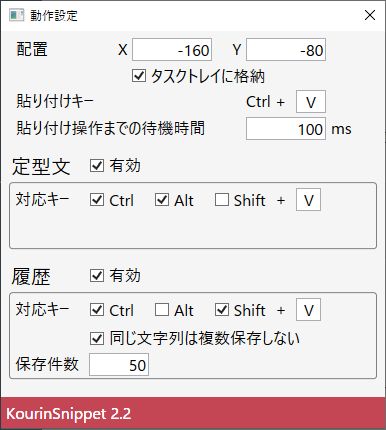 動作設定
配置 X -160 Y -80
タスクトレイに格納
貼り付けキー Ctrl + V
貼り付け操作までの待機時間 100 ms
定型文 有効
対応キー Ctrl Alt Shift + V
履歴 有効
対応キー Ctrl Alt Shift + V
同じ文字列は複数保存しない
保存件数 50
KourinSnippet 2.2